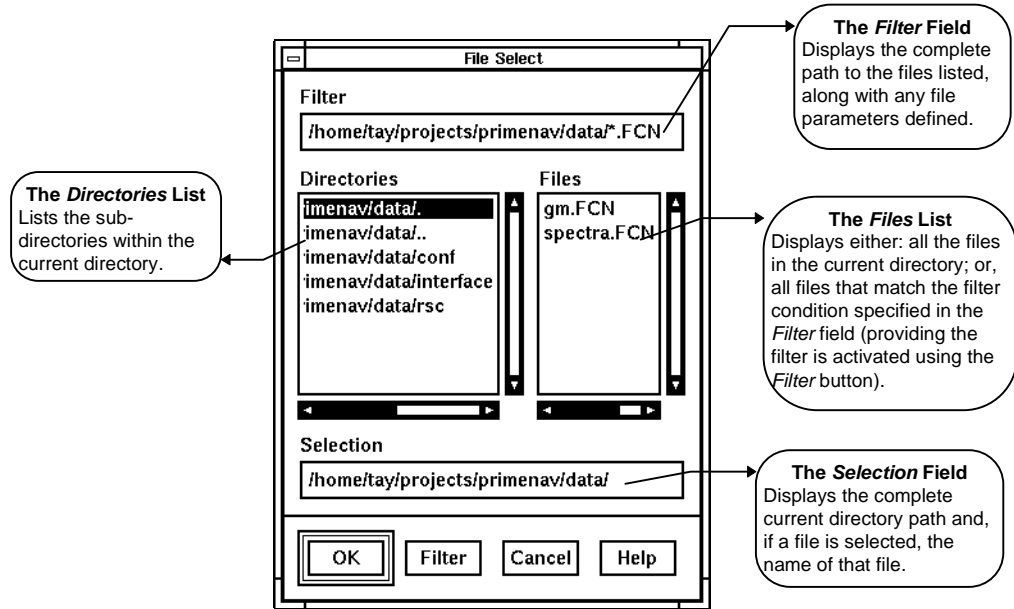 The Filter Field
Displays the complete
path to the files listed,
along with any file
parameters defined.
File Select
Filter
/home/tay/projects/primenav/data/*.FCN
The Directories List
Lists the sub-
directories within the
current directory.
Directories
rimenav/data/.
rimenav/data/..
rimenav/data/conf
rimenav/data/interface
rimenav/data/rsc
Files
gm.FCN
spectra.FCN
The Files List
Displays either: all the files
in the current directory; or,
all files that match the filter
condition specified in the
Filter field (providing the
filter is activated using the
Filter button).
Selection
/home/tay/projects/primenav/data/
The Selection Field
Displays the complete
current directory path and,
if a file is selected, the
name of that file.
OK Filter Cancel Help